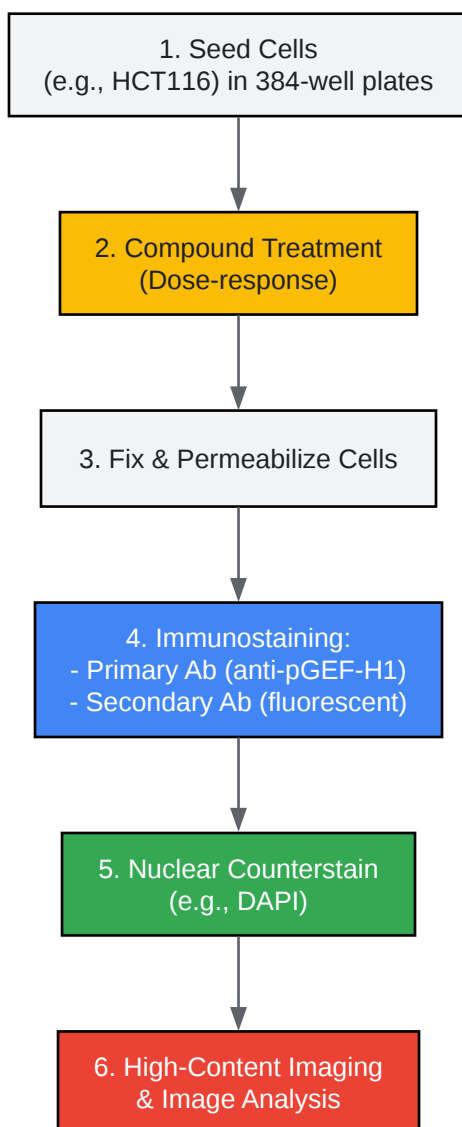 1. Seed Cells
(e.g., HCT116) in 384-well plates
2. Compound Treatment
(Dose-response)
3. Fix & Permeabilize Cells
4. Immunostaining:
- Primary Ab (anti-pGEF-H1)
- Secondary Ab (fluorescent)
5. Nuclear Counterstain
(e.g., DAPI)
6. High-Content Imaging
& Image Analysis